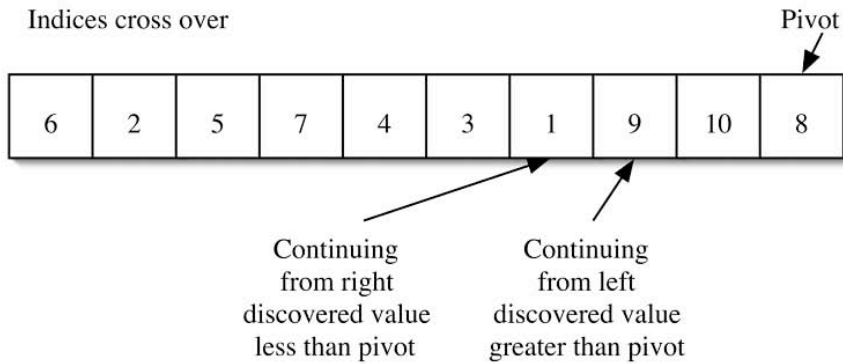 Indices cross over
Pivot
6 2 5 7 4 3 1 9 10 8
Continuing
from right
discovered value
less than pivot
Continuing
from left
discovered value
greater than pivot